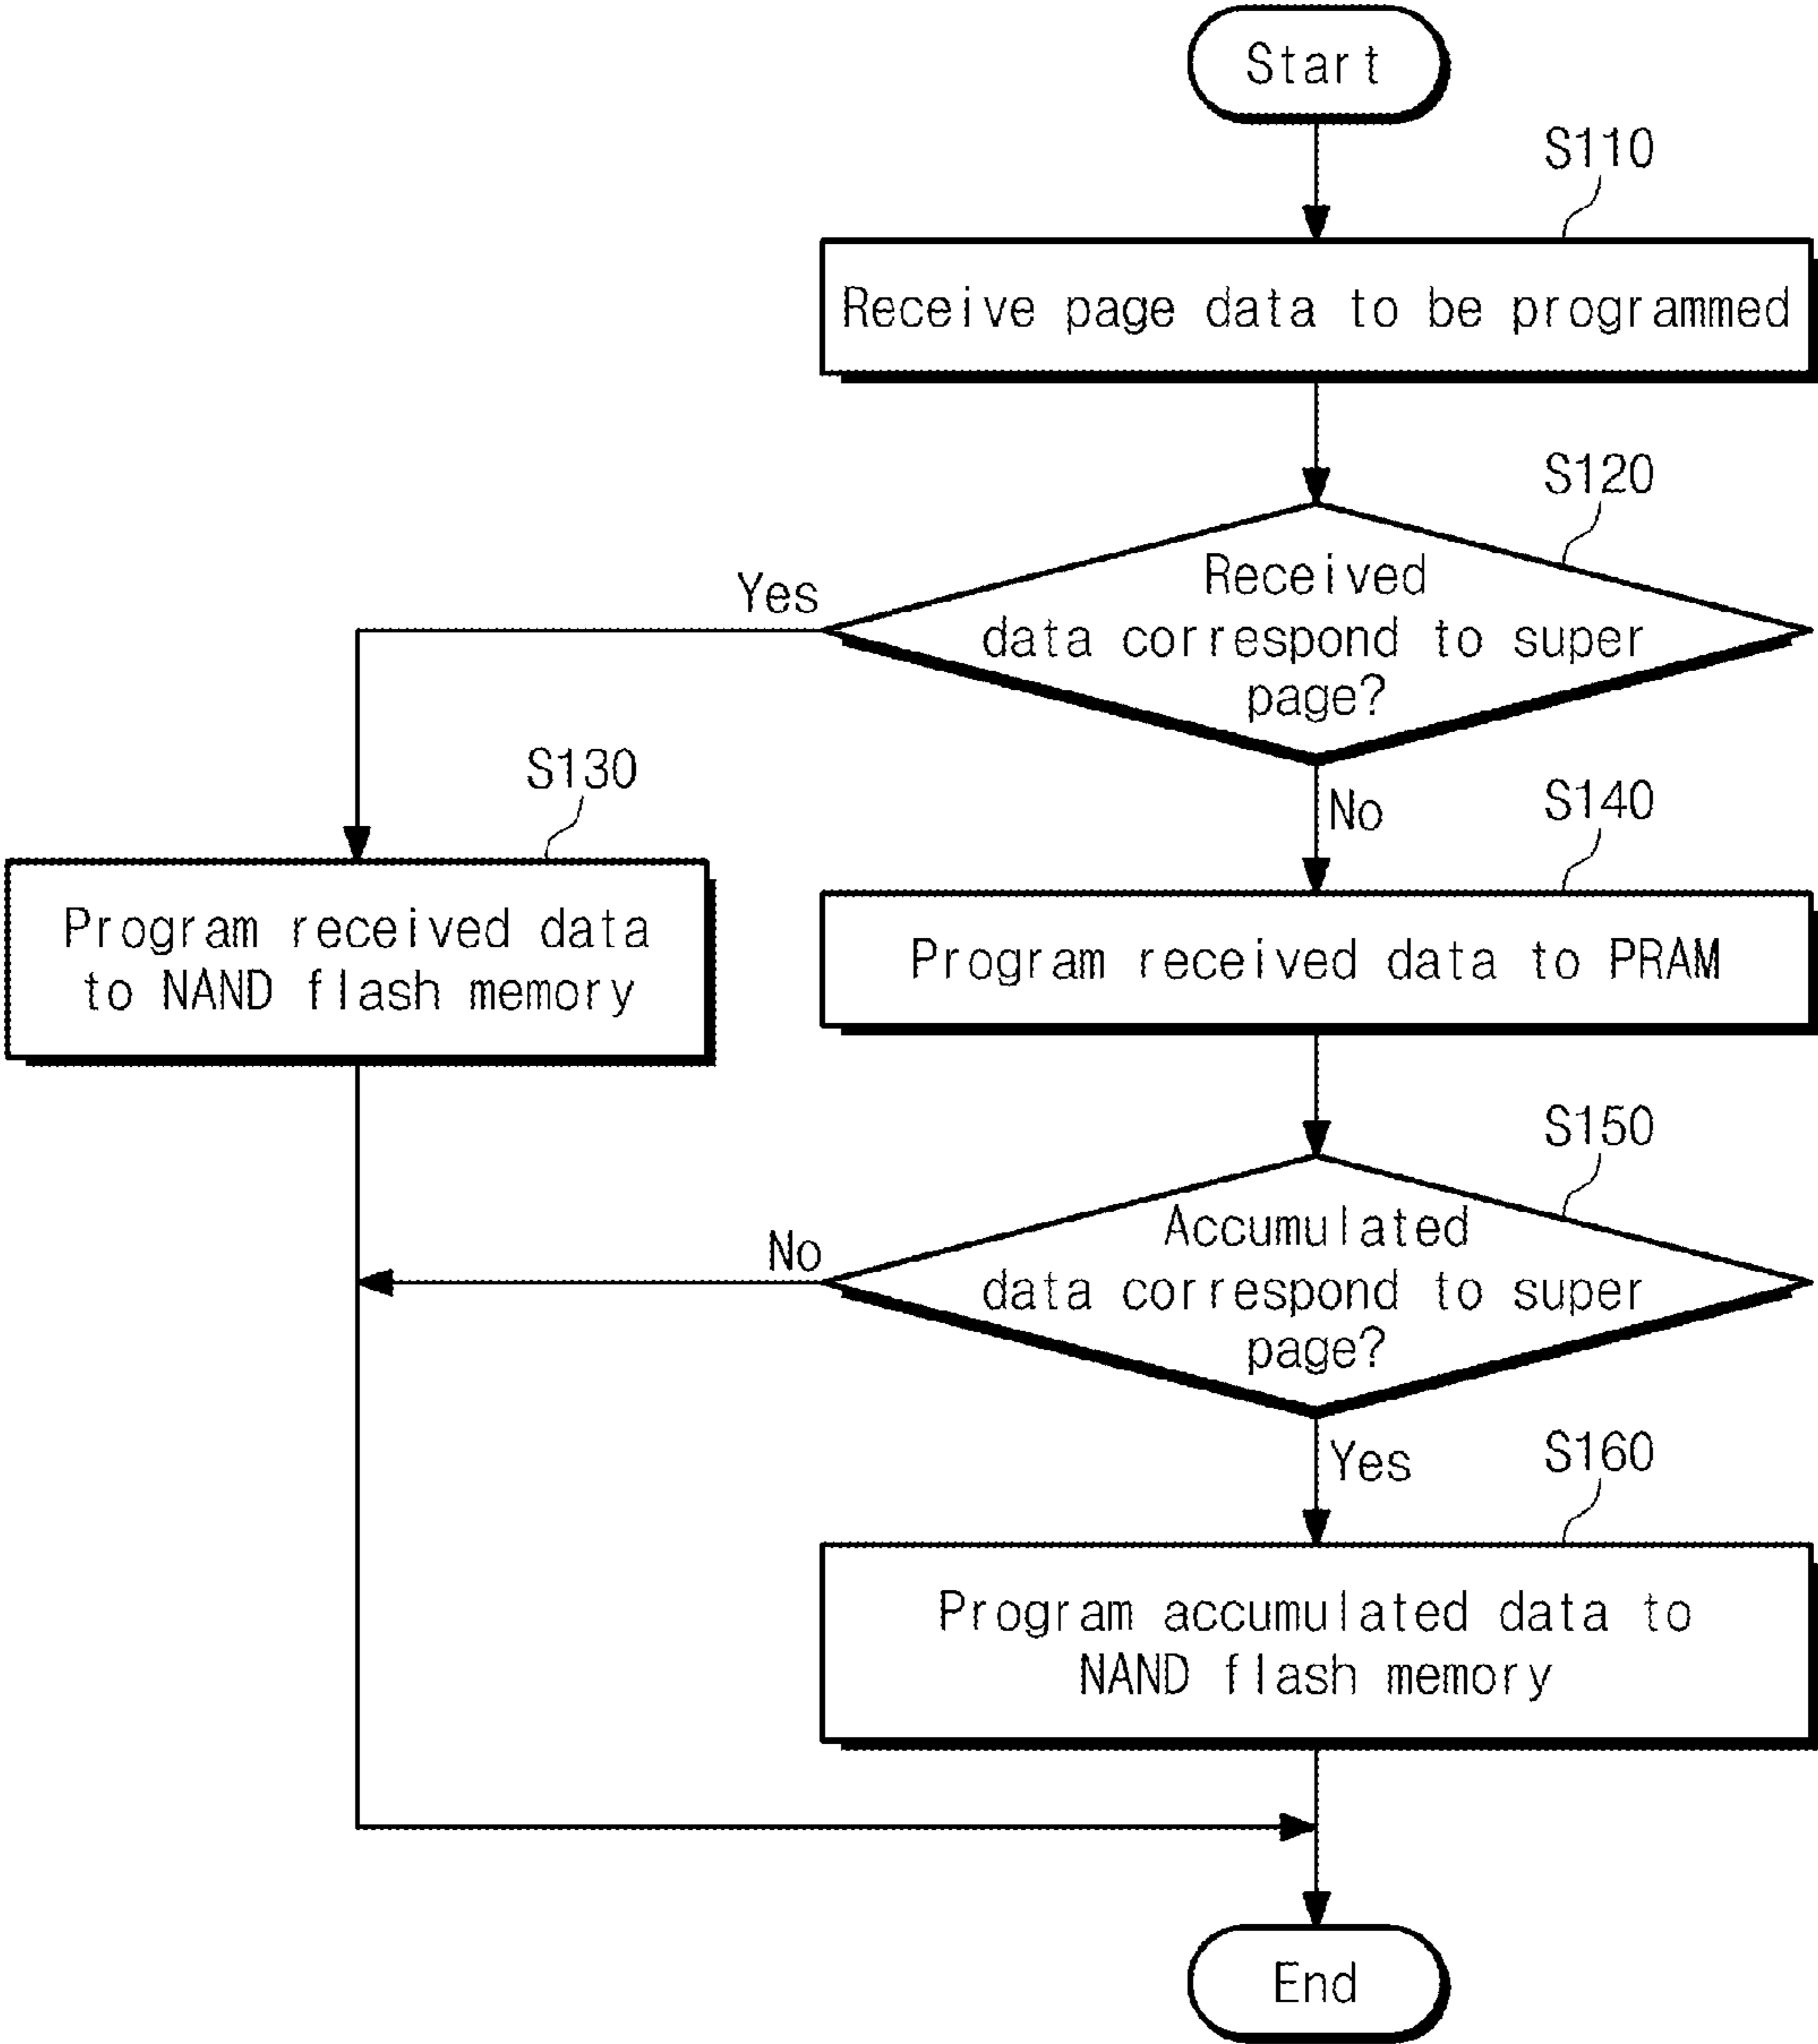 Start
S110
Receive page data to be programmed
S120
Received
data correspond to super
page?
Yes
No
S130
Program received data
to NAND flash memory
S140
Program received data to PRAM
S150
Accumulated
data correspond to super
page?
No
Yes
S160
Program accumulated data to
NAND flash memory
End